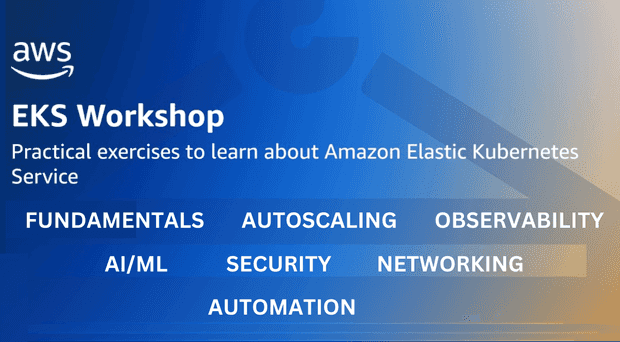 aws
EKS Workshop
Practical exercises to learn about Amazon Elastic Kubernetes
Service
FUNDAMENTALS AUTOSCALING OBSERVABILITY
AI/ML SECURITY NETWORKING
AUTOMATION